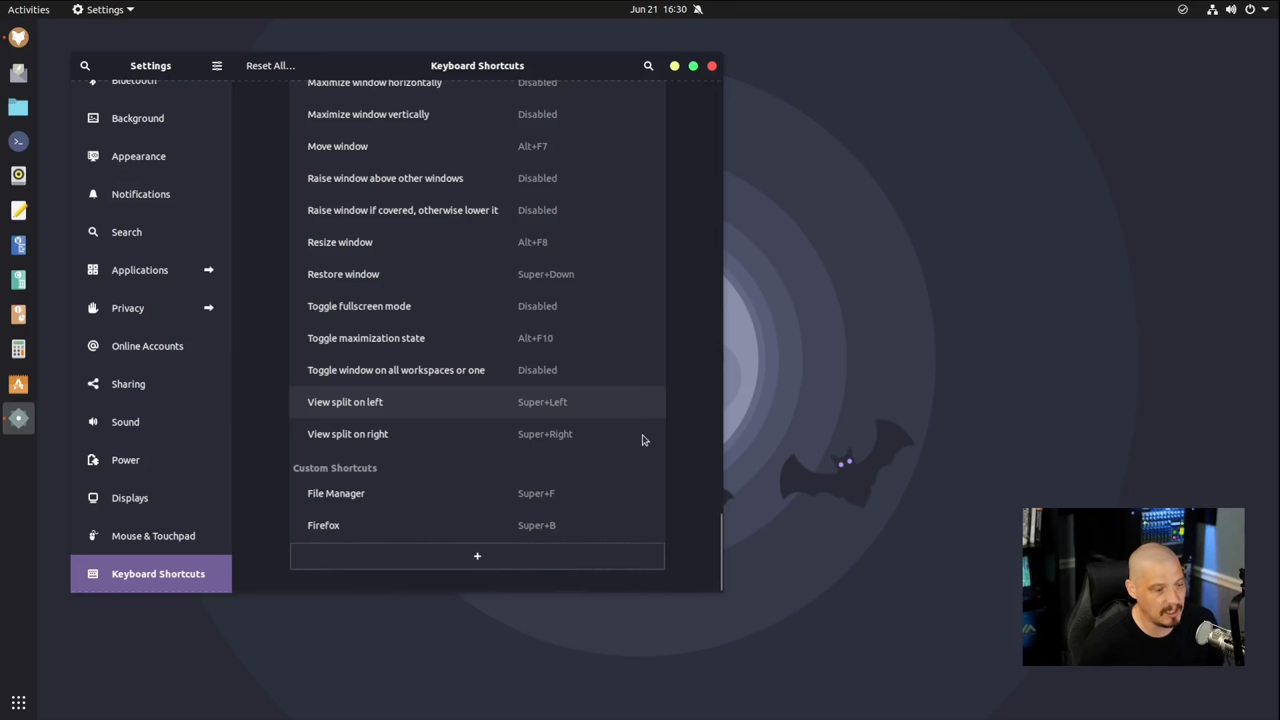 Activities Settings Jun 21 16:30
Settings Reset All... Keyboard Shortcuts
Bluetooth
Background
Appearance
Notifications
Search
Applications
Privacy
Online Accounts
Sharing
Sound
Power
Displays
Mouse & Touchpad
Keyboard Shortcuts
Maximize window horizontally Disabled
Maximize window vertically Disabled
Move window Alt+F7
Raise window above other windows Disabled
Raise window if covered, otherwise lower it Disabled
Resize window Alt+F8
Restore window Super+Down
Toggle fullscreen mode Disabled
Toggle maximization state Alt+F10
Toggle window on all workspaces or one Disabled
View split on left Super+Left
View split on right Super+Right
Custom Shortcuts
File Manager Super+F
Firefox Super+B
+